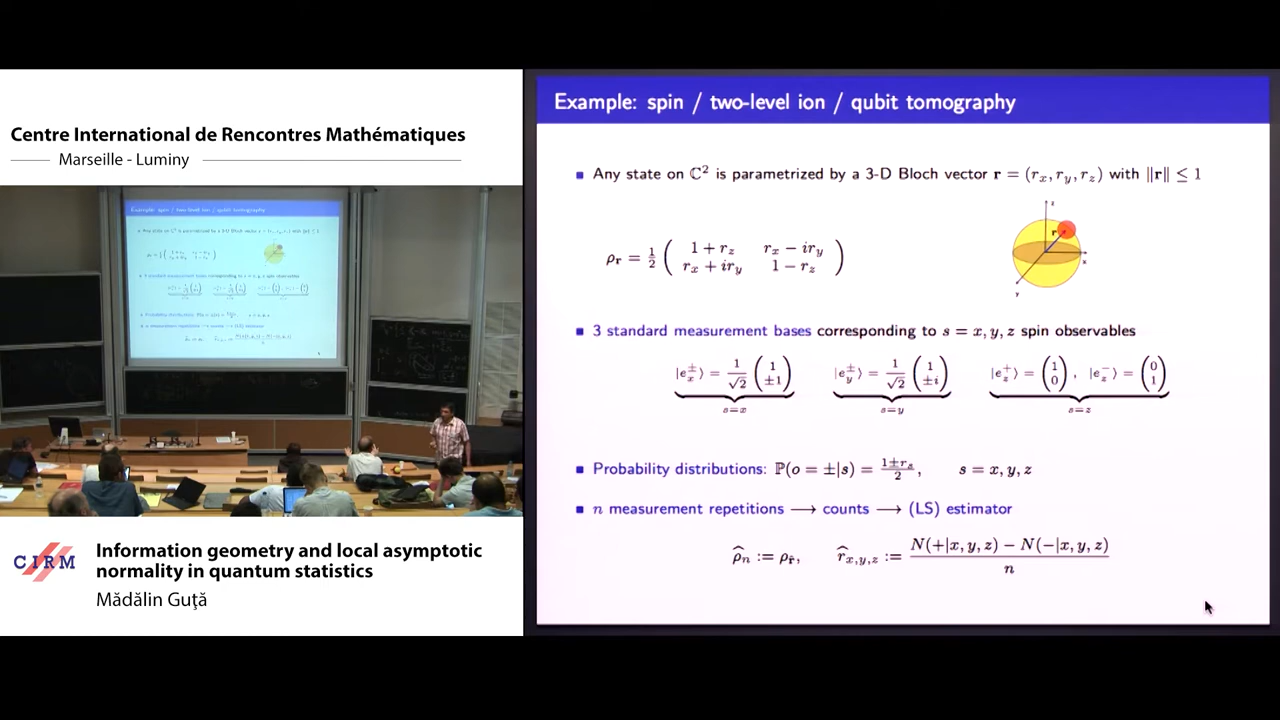 Centre International de Rencontres Mathématiques
Marseille - Luminy
CIRM
Information geometry and local asymptotic
normality in quantum statistics
Mădălin Guţă
Example: spin / two-level ion / qubit tomography
Any state on ℂ² is parametrized by a 3-D Bloch vector r = (r_x, r_y, r_z) with ‖r‖ ≤ 1
ρ_r = 1/2 ( 1 + r_z   r_x − ir_y
r_x + ir_y   1 − r_z )
z
r
x
y
3 standard measurement bases corresponding to s = x, y, z spin observables
|e_x^±⟩ = 1/√2 (1 ±1)   |e_y^±⟩ = 1/√2 (1 ±i)   |e_z^+⟩ = (1 0) , |e_z^−⟩ = (0 1)
s=x   s=y   s=z
Probability distributions: ℙ(o = ±|s) = (1±r_s)/2 ,   s = x, y, z
n measurement repetitions ⟶ counts ⟶ (LS) estimator
ρ̂_n := ρ_r̂,   r̂_{x,y,z} := (N(+|x, y, z) − N(−|x, y, z))/n